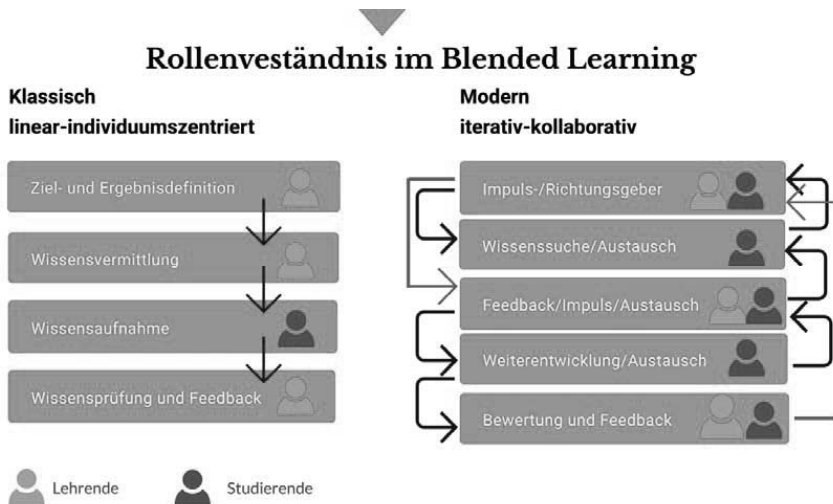 Rollenveständnis im Blended Learning
Klassisch
linear-individuumszentriert
Ziel- und Ergebnisdefinition
Wissensvermittlung
Wissensaufnahme
Wissensprüfung und Feedback
Modern
iterativ-kollaborativ
Impuls-/Richtungsgeber
Wissenssuche/Austausch
Feedback/Impuls/Austausch
Weiterentwicklung/Austausch
Bewertung und Feedback
Lehrende
Studierende